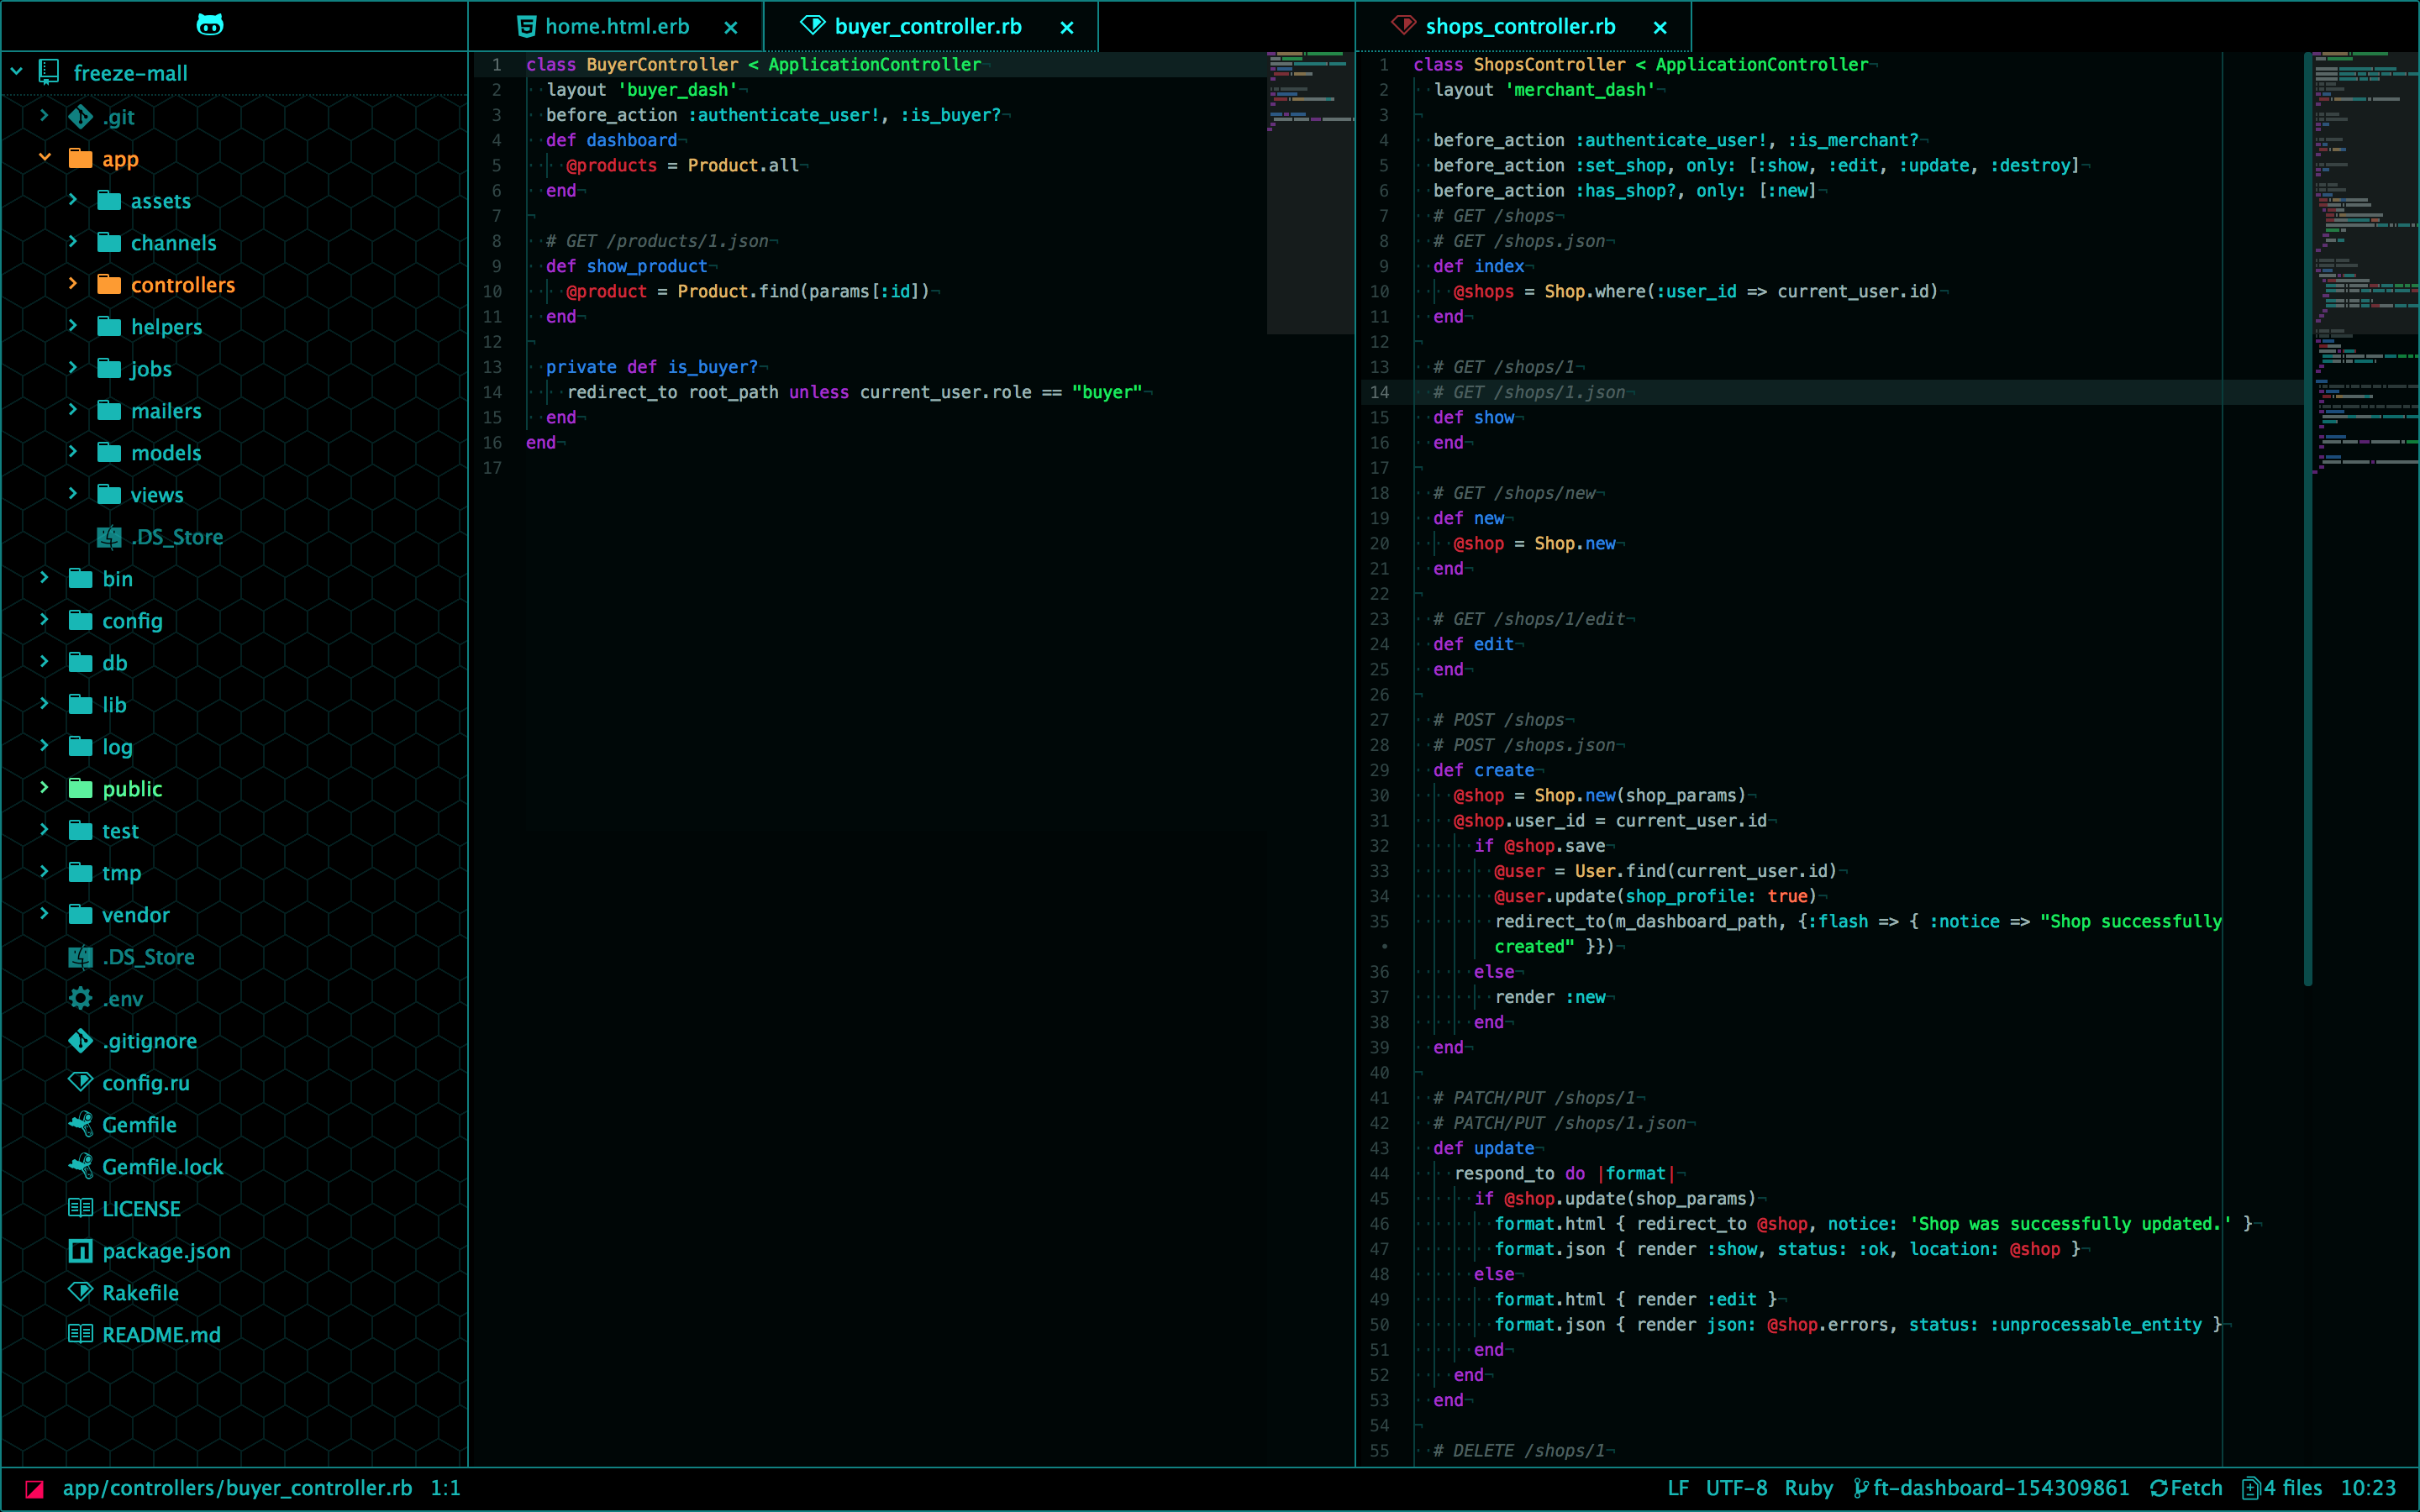 freeze-mall
.git
app
assets
channels
controllers
helpers
jobs
mailers
models
views
.DS_Store
bin
config
db
lib
log
public
test
tmp
vendor
.DS_Store
.env
.gitignore
config.ru
Gemfile
Gemfile.lock
LICENSE
package.json
Rakefile
README.md
home.html.erb ×
buyer_controller.rb ×
1 class BuyerController < ApplicationController
2   layout 'buyer_dash'
3   before_action :authenticate_user!, :is_buyer?
4   def dashboard
5     @products = Product.all
6   end
7
8   # GET /products/1.json
9   def show_product
10     @product = Product.find(params[:id])
11   end
12
13   private def is_buyer?
14     redirect_to root_path unless current_user.role == "buyer"
15   end
16 end
17
shops_controller.rb ×
1 class ShopsController < ApplicationController
2   layout 'merchant_dash'
3
4   before_action :authenticate_user!, :is_merchant?
5   before_action :set_shop, only: [:show, :edit, :update, :destroy]
6   before_action :has_shop?, only: [:new]
7   # GET /shops
8   # GET /shops.json
9   def index
10     @shops = Shop.where(:user_id => current_user.id)
11   end
12
13   # GET /shops/1
14   # GET /shops/1.json
15   def show
16   end
17
18   # GET /shops/new
19   def new
20     @shop = Shop.new
21   end
22
23   # GET /shops/1/edit
24   def edit
25   end
26
27   # POST /shops
28   # POST /shops.json
29   def create
30     @shop = Shop.new(shop_params)
31     @shop.user_id = current_user.id
32       if @shop.save
33         @user = User.find(current_user.id)
34         @user.update(shop_profile: true)
35         redirect_to(m_dashboard_path, {:flash => { :notice => "Shop successfully
•         created" }})
36       else
37         render :new
38       end
39   end
40
41   # PATCH/PUT /shops/1
42   # PATCH/PUT /shops/1.json
43   def update
44     respond_to do |format|
45       if @shop.update(shop_params)
46         format.html { redirect_to @shop, notice: 'Shop was successfully updated.' }
47         format.json { render :show, status: :ok, location: @shop }
48       else
49         format.html { render :edit }
50         format.json { render json: @shop.errors, status: :unprocessable_entity }
51       end
52     end
53   end
54
55   # DELETE /shops/1
app/controllers/buyer_controller.rb 1:1
LF UTF-8 Ruby ft-dashboard-154309861 Fetch 4 files 10:23